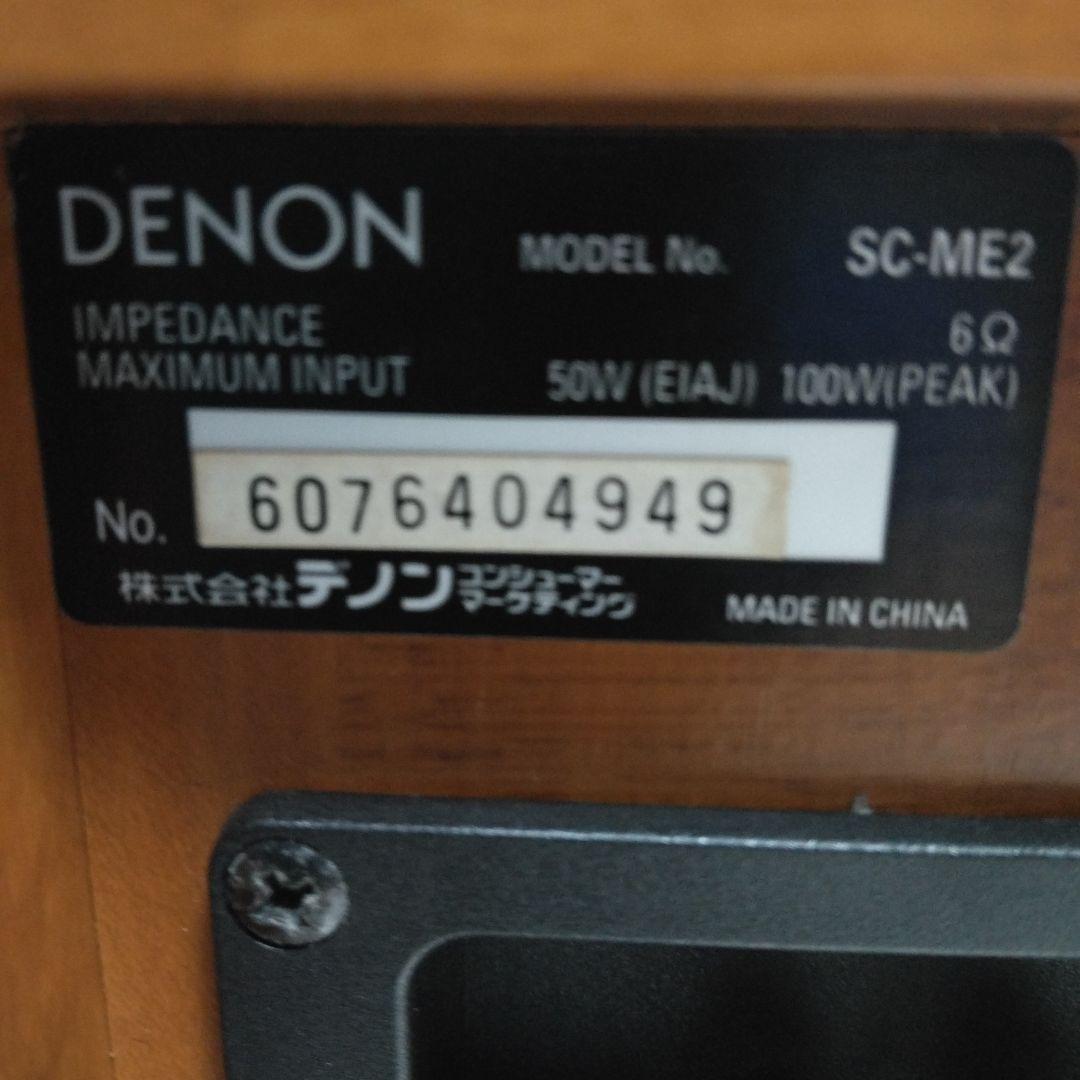 DENON MODEL No. SC-ME2
IMPEDANCE 6Ω
MAXIMUM INPUT 50W (EIAJ) 100W(PEAK)
No. 6076404949
株式会社デノン コンシューマー
マーケティング
MADE IN CHINA